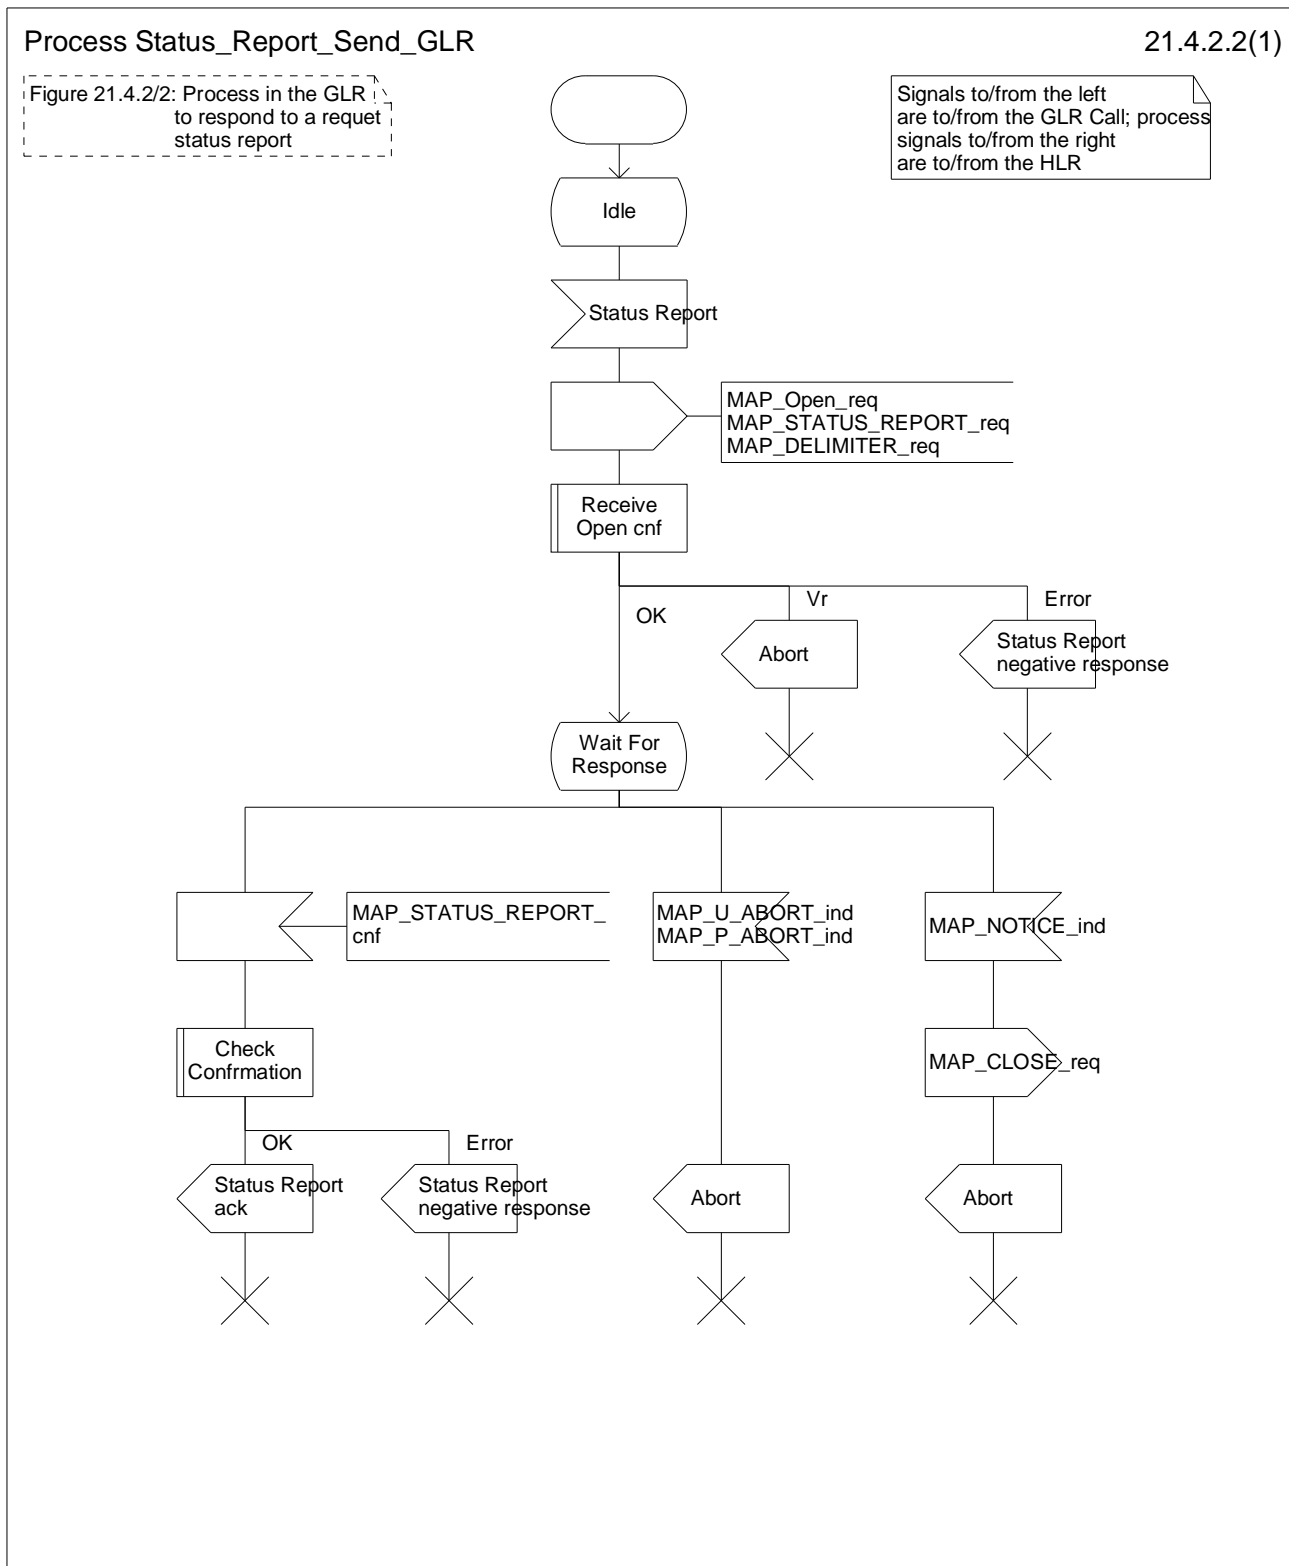 Process Status_Report_Send_GLR
21.4.2.2(1)
Figure 21.4.2/2: Process in the GLR
to respond to a requet
status report
Signals to/from the left
are to/from the GLR Call; process
signals to/from the right
are to/from the HLR
Idle
Status Report
MAP_Open_req
MAP_STATUS_REPORT_req
MAP_DELIMITER_req
Receive
Open cnf
OK
Vr
Error
Abort
Status Report
negative response
Wait For
Response
MAP_STATUS_REPORT_
cnf
MAP_U_ABORT_ind
MAP_P_ABORT_ind
MAP_NOTICE_ind
Check
Confrmation
MAP_CLOSE_req
OK
Error
Status Report
ack
Status Report
negative response
Abort
Abort